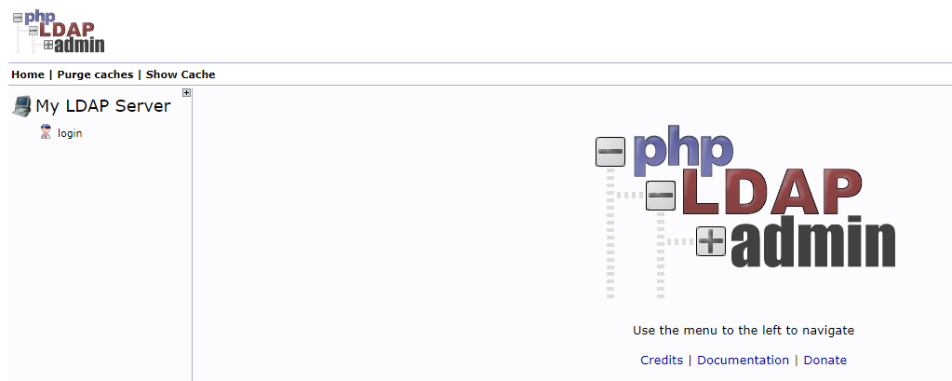 php
LDAP
admin
Home | Purge caches | Show Cache
My LDAP Server
login
php
LDAP
admin
Use the menu to the left to navigate
Credits | Documentation | Donate